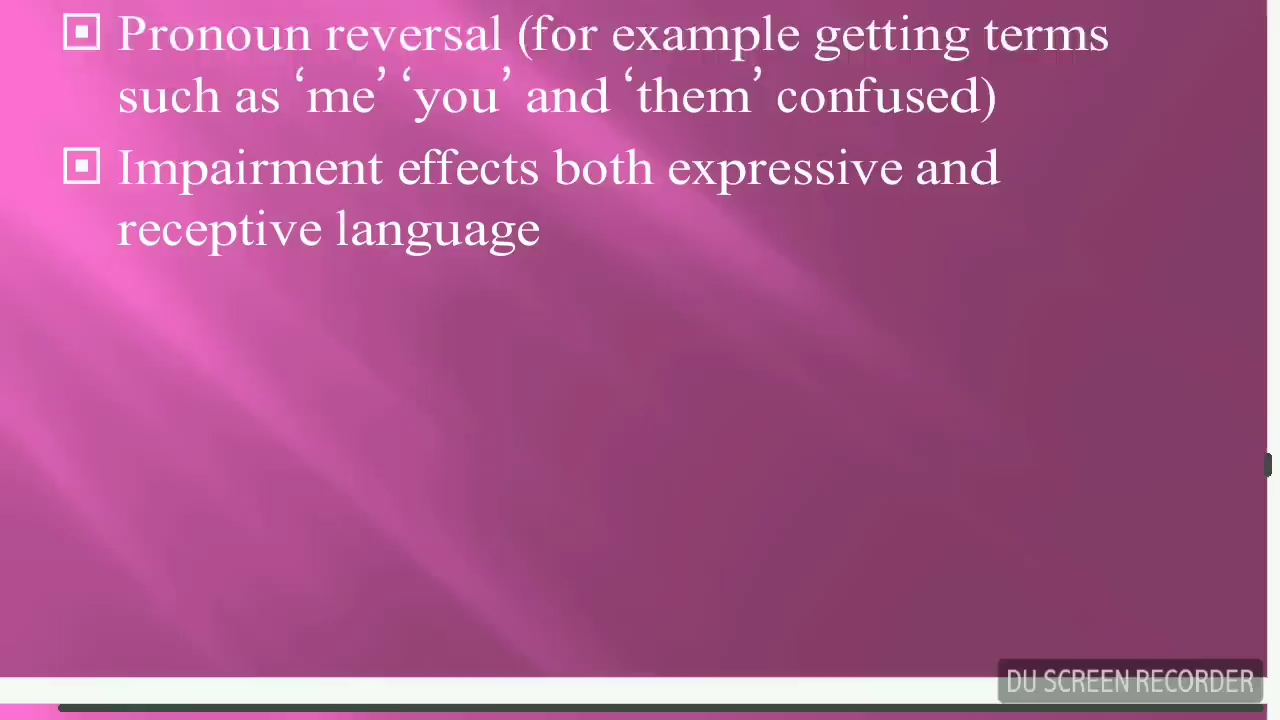 Pronoun reversal (for example getting terms
such as ‘me’ ‘you’ and ‘them’ confused)
Impairment effects both expressive and
receptive language
DU SCREEN RECORDER